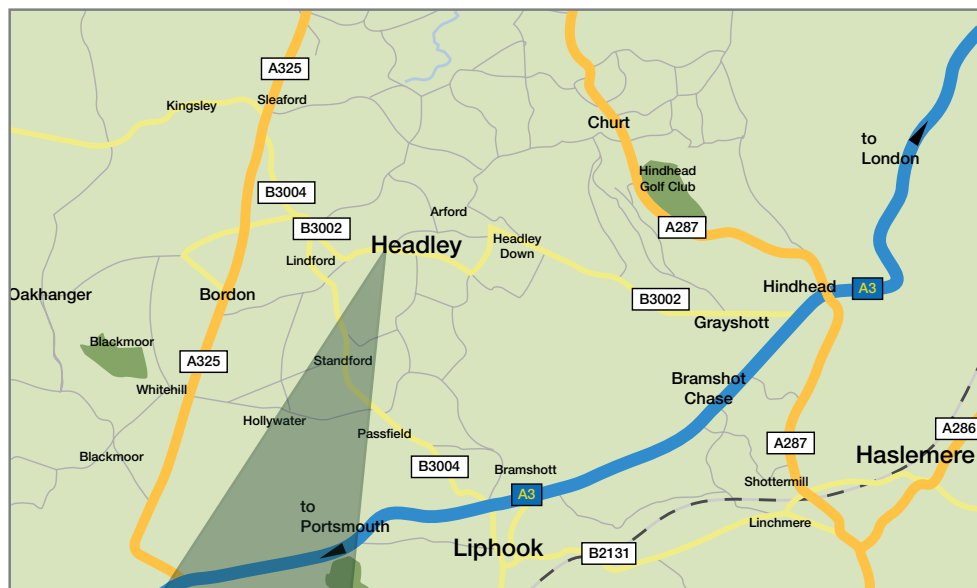 A325
Sleaford
Kingsley
Churt
to
London
Hindhead
Golf Club
B3004
Arford
B3002
A287
Headley
Headley
Down
Lindford
Oakhanger
Bordon
Hindhead
A3
B3002
Grayshott
Blackmoor
A325
Standford
Whitehill
Bramshot
Chase
Hollywater
Passfield
A286
A287
Haslemere
Blackmoor
B3004
Bramshott
A3
Shottermill
to
Portsmouth
Linchmere
Liphook
B2131